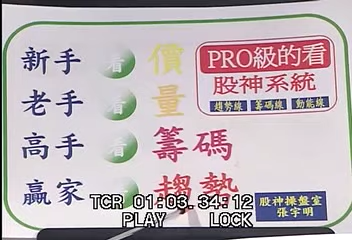 新手 看 價
老手 看 量
高手 看 籌碼
贏家 看 趨勢
PRO級的看
股神系統
趨勢線 籌碼線 動能線
股神操盤室
張宇明
TCR 01:03.34:12
PLAY LOCK